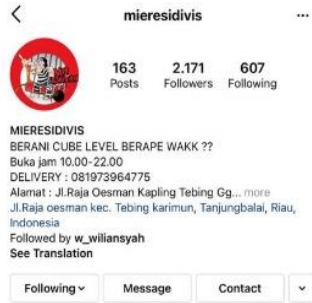 mieresidivis
163 2.171 607
Posts Followers Following
MIERESIDIVIS
BERANI CUBE LEVEL BERAPE WAKK ??
Buka jam 10.00-22.00
DELIVERY : 081973964775
Alamat : Jl.Raja Oesman Kapling Tebing Gg... more
Jl.Raja oesman kec. Tebing karimun, Tanjungbalai, Riau,
Indonesia
Followed by w_wiliansyah
See Translation
Following Message Contact